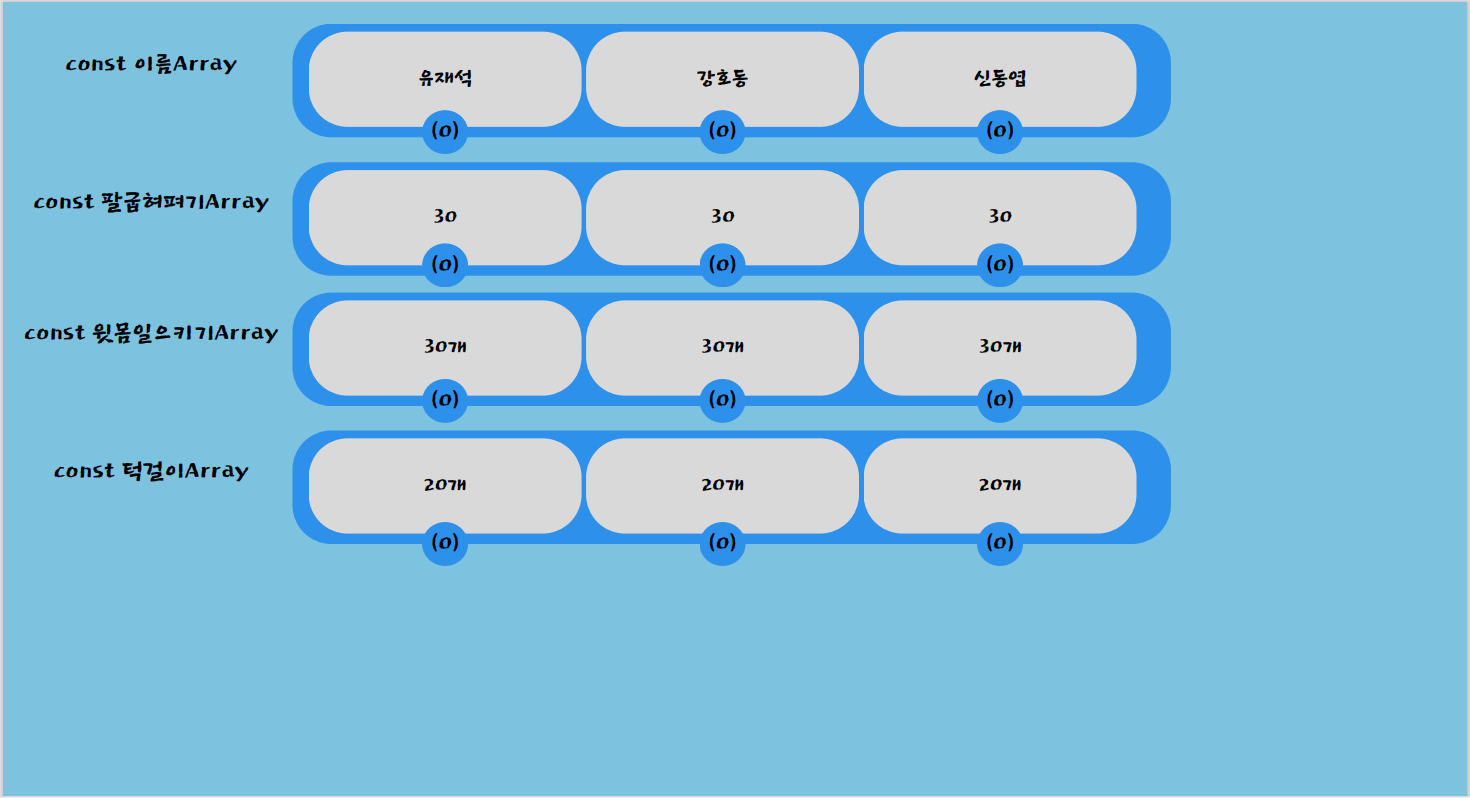 const 이름Array
유재석 강호동 신동엽
(0) (0) (0)
const 팔굽혀펴기Array
30 30 30
(0) (0) (0)
const 윗몸일으키기Array
30개 30개 30개
(0) (0) (0)
const 턱걸이Array
20개 20개 20개
(0) (0) (0)